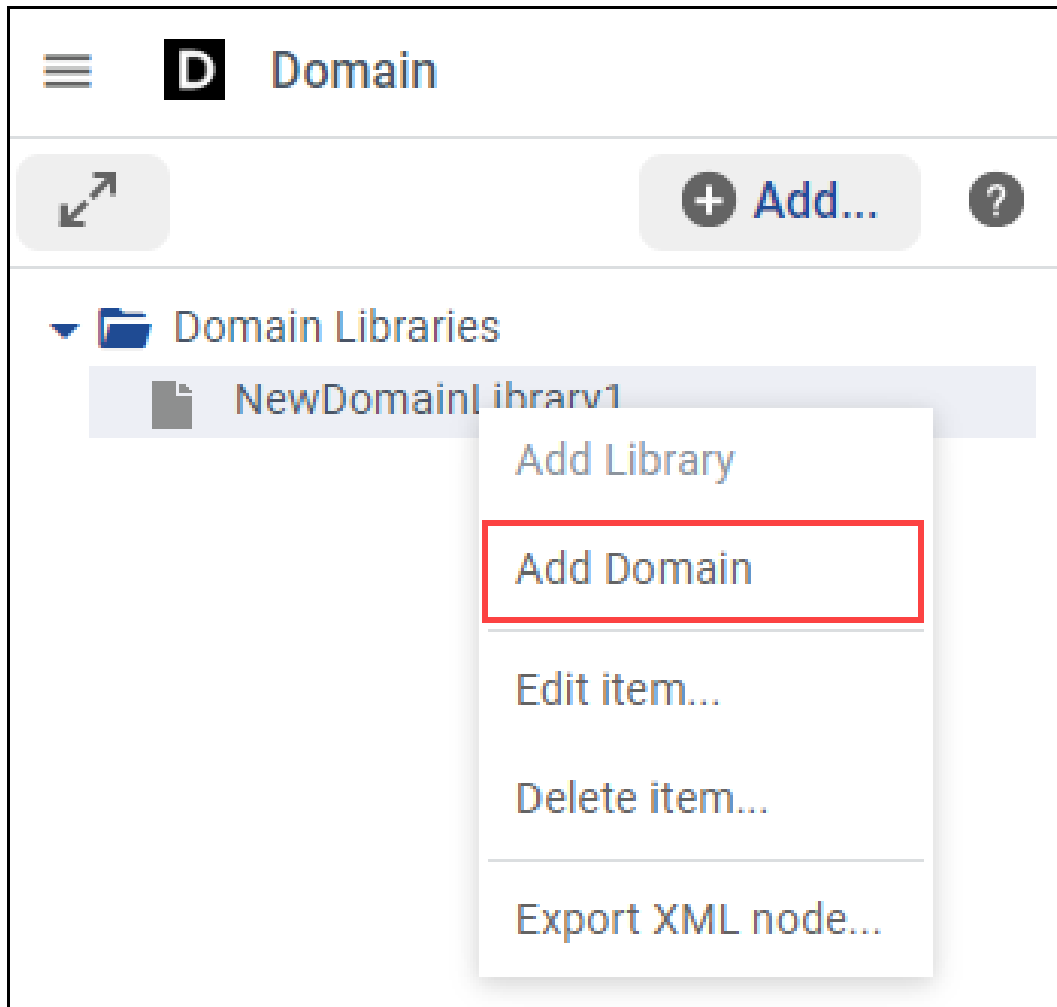 D Domain
+ Add... ?
Domain Libraries
NewDomainLibrary1
Add Library
Add Domain
Edit item...
Delete item...
Export XML node...